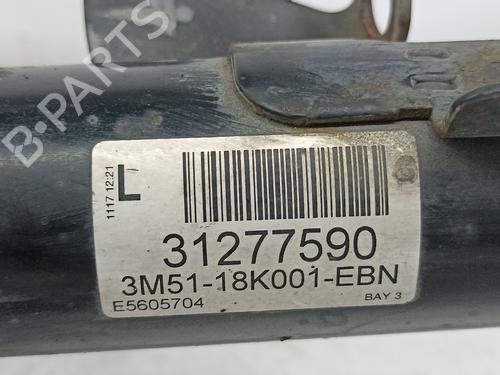 B-PARTS
1117 12:21
L
31277590
3M51-18K001-EBN
E5605704
BAY 3